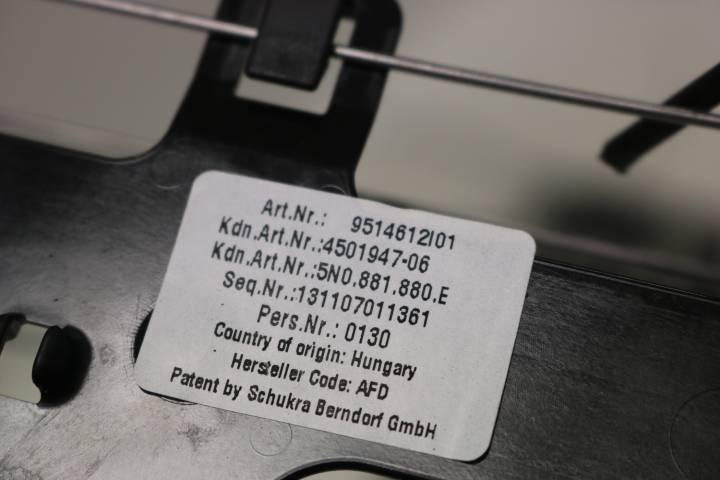 Art.Nr.: 9514612I01
Kdn.Art.Nr.:4501947-06
Kdn.Art.Nr.:5N0.881.880.E
Seq.Nr.:131107011361
Pers.Nr.: 0130
Country of origin: Hungary
Hersteller Code: AFD
Patent by Schukra Berndorf GmbH